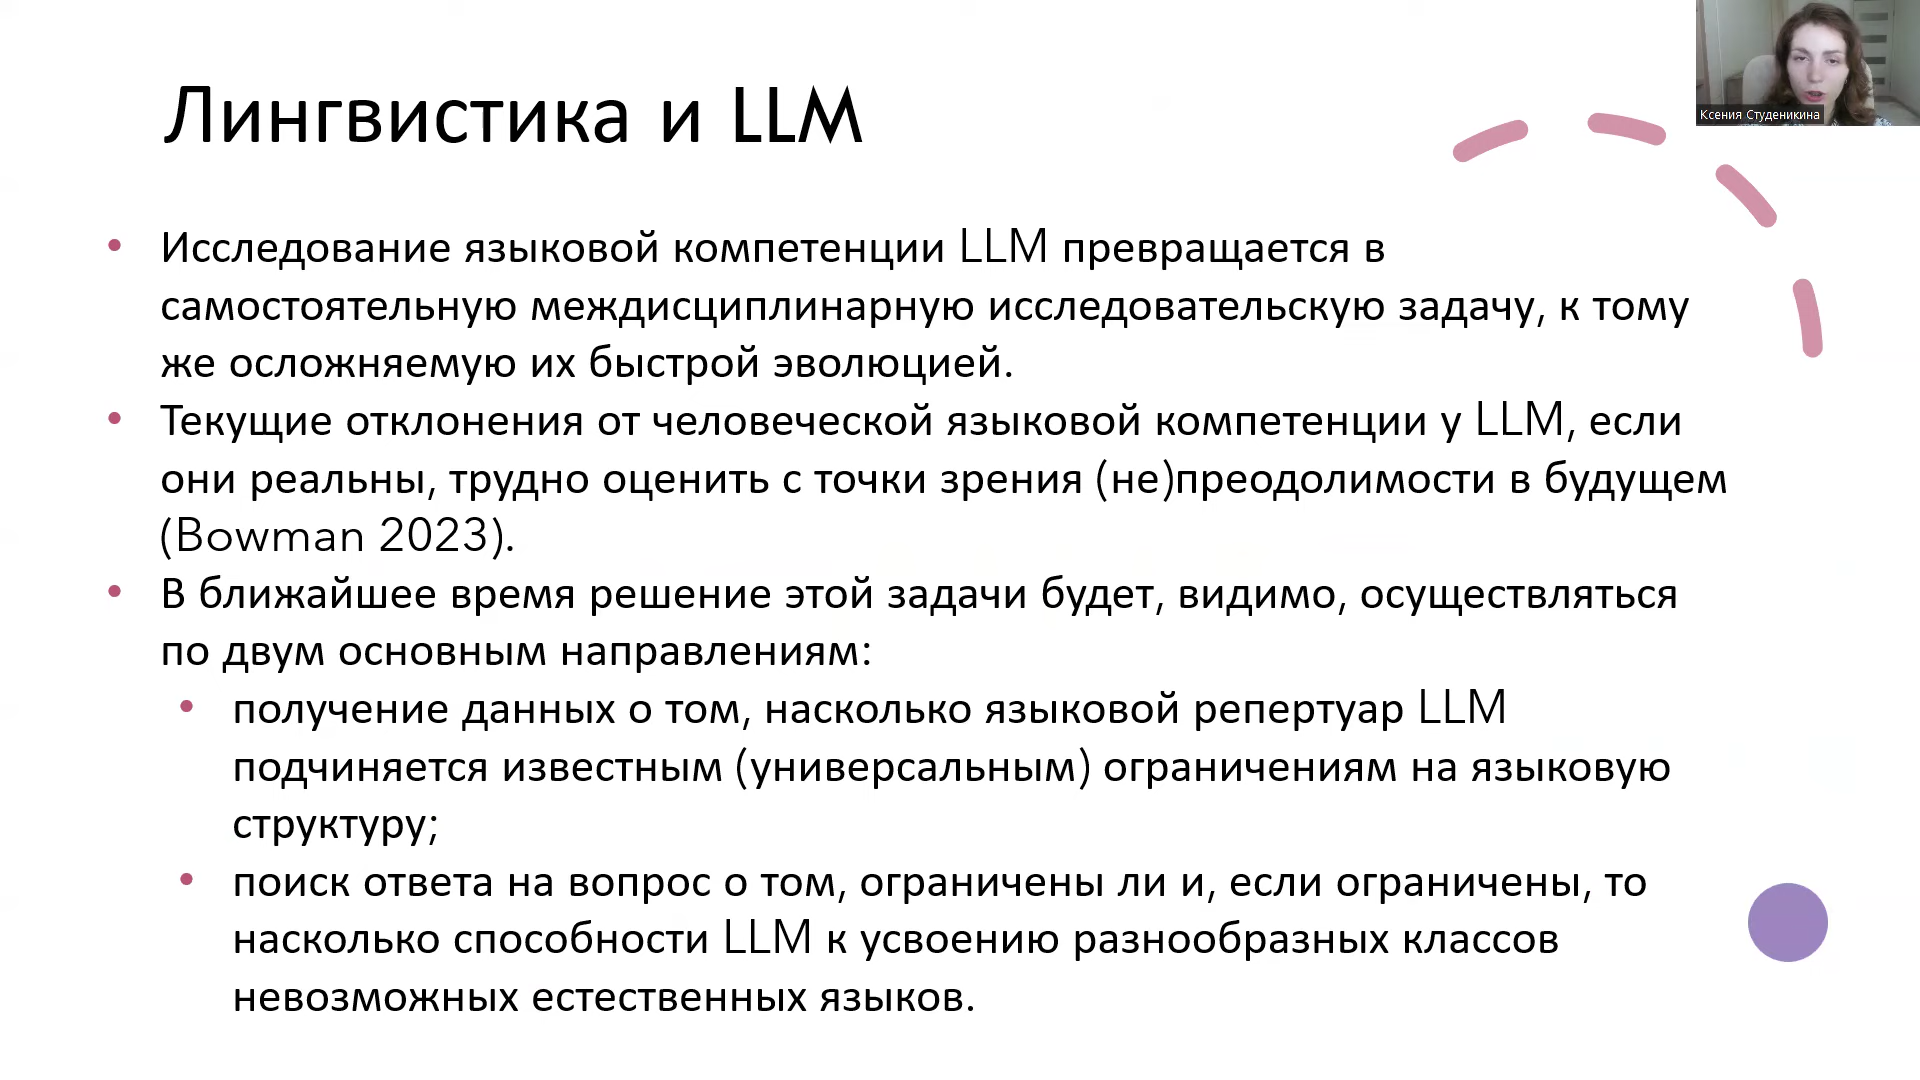 Лингвистика и LLM
Ксения Студеникина
• Исследование языковой компетенции LLM превращается в
самостоятельную междисциплинарную исследовательскую задачу, к тому
же осложняемую их быстрой эволюцией.
• Текущие отклонения от человеческой языковой компетенции у LLM, если
они реальны, трудно оценить с точки зрения (не)преодолимости в будущем
(Bowman 2023).
• В ближайшее время решение этой задачи будет, видимо, осуществляться
по двум основным направлениям:
• получение данных о том, насколько языковой репертуар LLM
подчиняется известным (универсальным) ограничениям на языковую
структуру;
• поиск ответа на вопрос о том, ограничены ли и, если ограничены, то
насколько способности LLM к усвоению разнообразных классов
невозможных естественных языков.